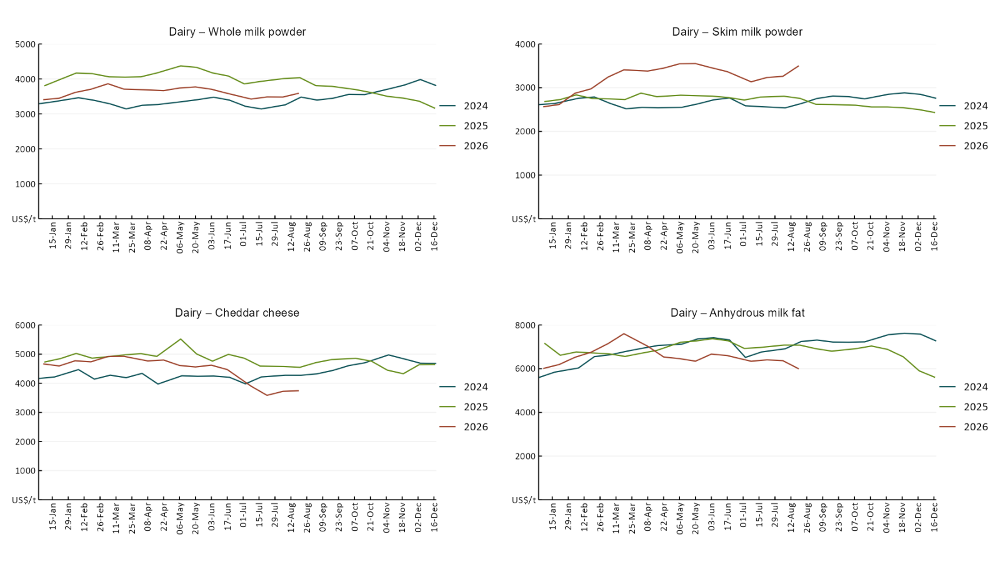 Dairy – Whole milk powder
5000
4000
3000
2000
1000
US$/t
15-Jan
29-Jan
12-Feb
26-Feb
11-Mar
25-Mar
08-Apr
22-Apr
06-May
20-May
03-Jun
17-Jun
01-Jul
15-Jul
29-Jul
12-Aug
26-Aug
09-Sep
23-Sep
07-Oct
21-Oct
04-Nov
18-Nov
02-Dec
16-Dec
2024
2025
2026
Dairy – Skim milk powder
4000
3000
2000
1000
US$/t
15-Jan
29-Jan
12-Feb
26-Feb
11-Mar
25-Mar
08-Apr
22-Apr
06-May
20-May
03-Jun
17-Jun
01-Jul
15-Jul
29-Jul
12-Aug
26-Aug
09-Sep
23-Sep
07-Oct
21-Oct
04-Nov
18-Nov
02-Dec
16-Dec
2024
2025
2026
Dairy – Cheddar cheese
6000
5000
4000
3000
2000
1000
US$/t
15-Jan
29-Jan
12-Feb
26-Feb
11-Mar
25-Mar
08-Apr
22-Apr
06-May
20-May
03-Jun
17-Jun
01-Jul
15-Jul
29-Jul
12-Aug
26-Aug
09-Sep
23-Sep
07-Oct
21-Oct
04-Nov
18-Nov
02-Dec
16-Dec
2024
2025
2026
Dairy – Anhydrous milk fat
8000
6000
4000
2000
US$/t
15-Jan
29-Jan
12-Feb
26-Feb
11-Mar
25-Mar
08-Apr
22-Apr
06-May
20-May
03-Jun
17-Jun
01-Jul
15-Jul
29-Jul
12-Aug
26-Aug
09-Sep
23-Sep
07-Oct
21-Oct
04-Nov
18-Nov
02-Dec
16-Dec
2024
2025
2026